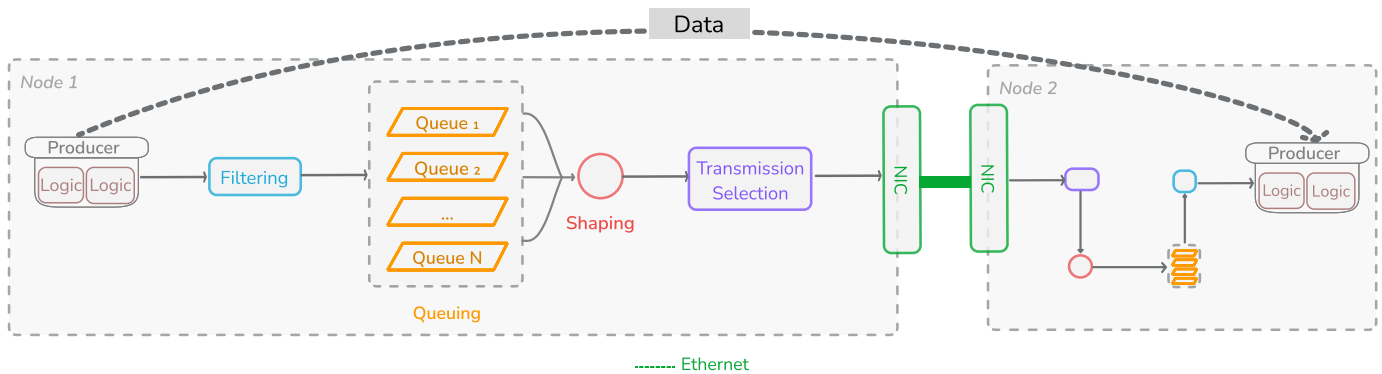 Data
Node 1
Node 2
Producer
Logic Logic
Filtering
Queue 1
Queue 2
...
Queue N
Queuing
Shaping
Transmission
Selection
NIC
NIC
Producer
Logic Logic
Ethernet